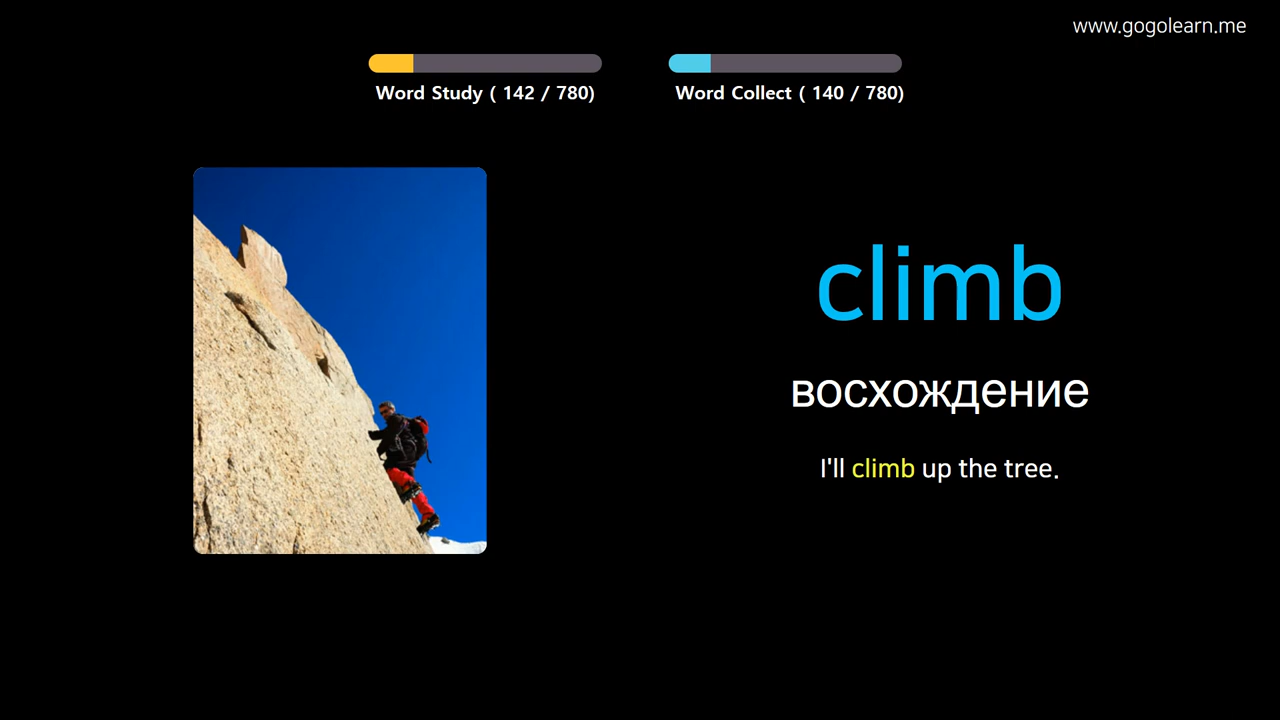 www.gogolearn.me
Word Study ( 142 / 780)
Word Collect ( 140 / 780)
climb
восхождение
I'll climb up the tree.